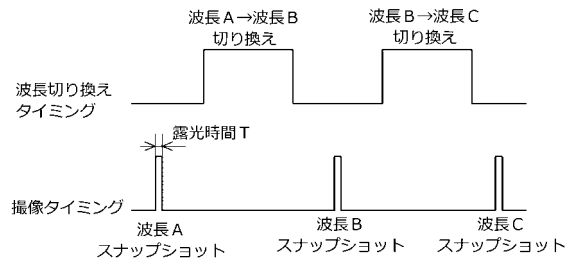 波長A→波長B
切り換え
波長B→波長C
切り換え
波長切り換え
タイミング
露光時間T
撮像タイミング
波長A
スナップショット
波長B
スナップショット
波長C
スナップショット